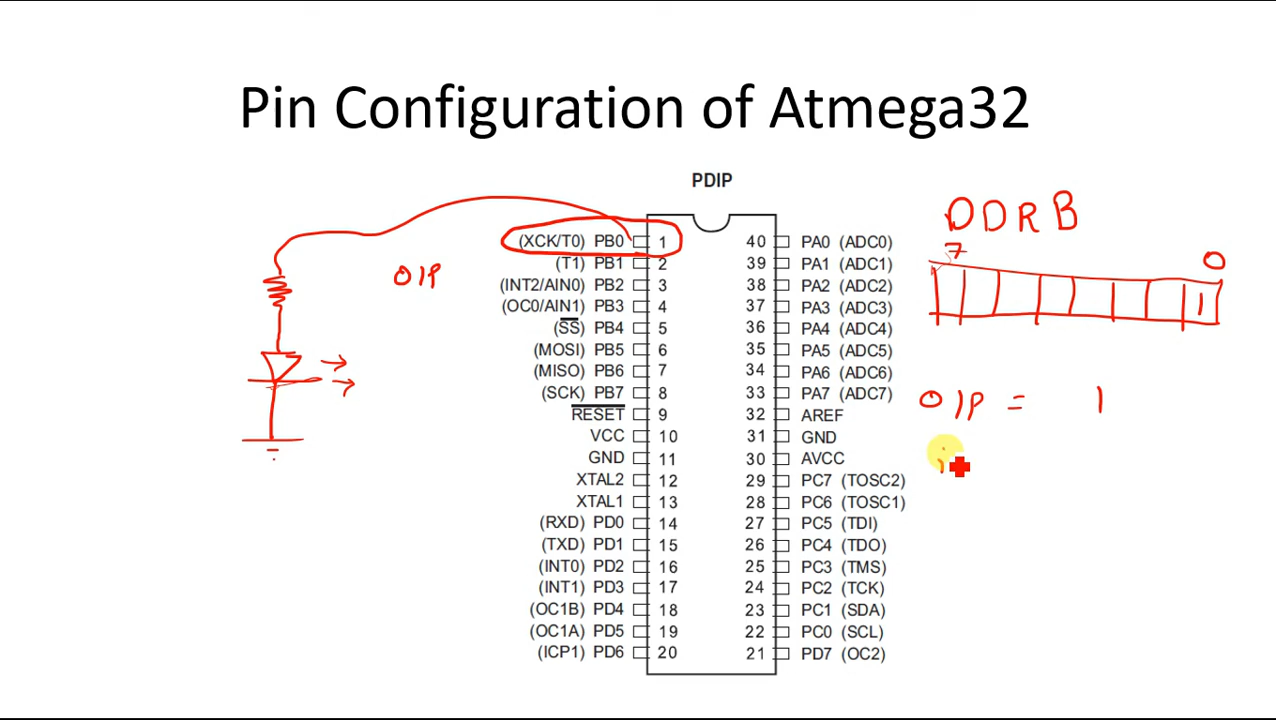 Pin Configuration of Atmega32
PDIP
DDRB
7 0
1
O/P
O/P = 1
(XCK/T0) PB0 1 40 PA0 (ADC0)
(T1) PB1 2 39 PA1 (ADC1)
(INT2/AIN0) PB2 3 38 PA2 (ADC2)
(OC0/AIN1) PB3 4 37 PA3 (ADC3)
(SS) PB4 5 36 PA4 (ADC4)
(MOSI) PB5 6 35 PA5 (ADC5)
(MISO) PB6 7 34 PA6 (ADC6)
(SCK) PB7 8 33 PA7 (ADC7)
RESET 9 32 AREF
VCC 10 31 GND
GND 11 30 AVCC
XTAL2 12 29 PC7 (TOSC2)
XTAL1 13 28 PC6 (TOSC1)
(RXD) PD0 14 27 PC5 (TDI)
(TXD) PD1 15 26 PC4 (TDO)
(INT0) PD2 16 25 PC3 (TMS)
(INT1) PD3 17 24 PC2 (TCK)
(OC1B) PD4 18 23 PC1 (SDA)
(OC1A) PD5 19 22 PC0 (SCL)
(ICP1) PD6 20 21 PD7 (OC2)